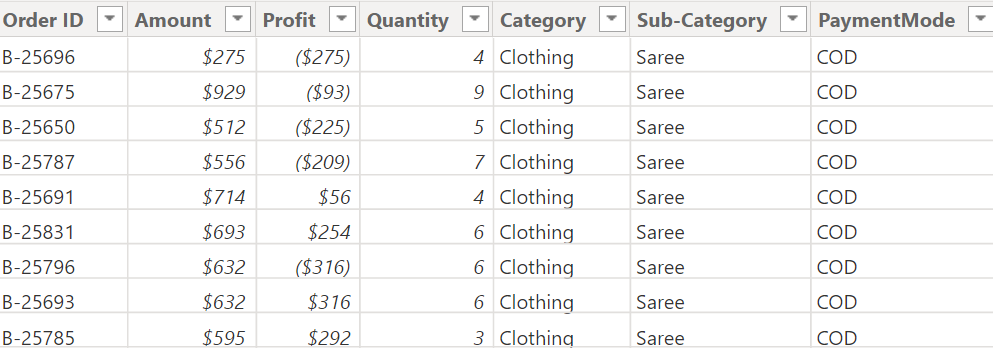 Order ID Amount Profit Quantity Category Sub-Category PaymentMode
B-25696 $275 ($275) 4 Clothing Saree COD
B-25675 $929 ($93) 9 Clothing Saree COD
B-25650 $512 ($225) 5 Clothing Saree COD
B-25787 $556 ($209) 7 Clothing Saree COD
B-25691 $714 $56 4 Clothing Saree COD
B-25831 $693 $254 6 Clothing Saree COD
B-25796 $632 ($316) 6 Clothing Saree COD
B-25693 $632 $316 6 Clothing Saree COD
B-25785 $595 $292 3 Clothing Saree COD